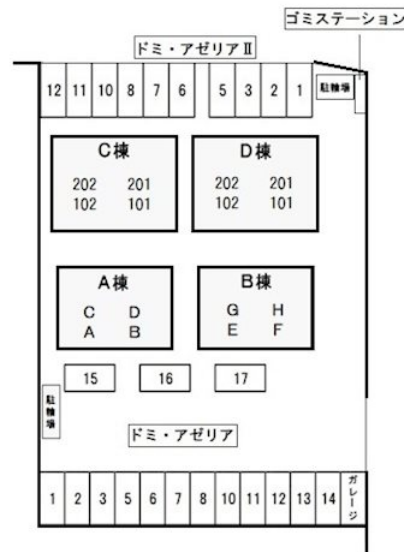 ゴミステーション
ドミ・アゼリアⅡ
12 11 10 8 7 6 5 3 2 1 駐輪場
C棟 D棟
202 201 202 201
102 101 102 101
A棟 B棟
C D G H
A B E F
15 16 17
駐輪場
ドミ・アゼリア
1 2 3 5 6 7 8 10 11 12 13 14 ガレージ